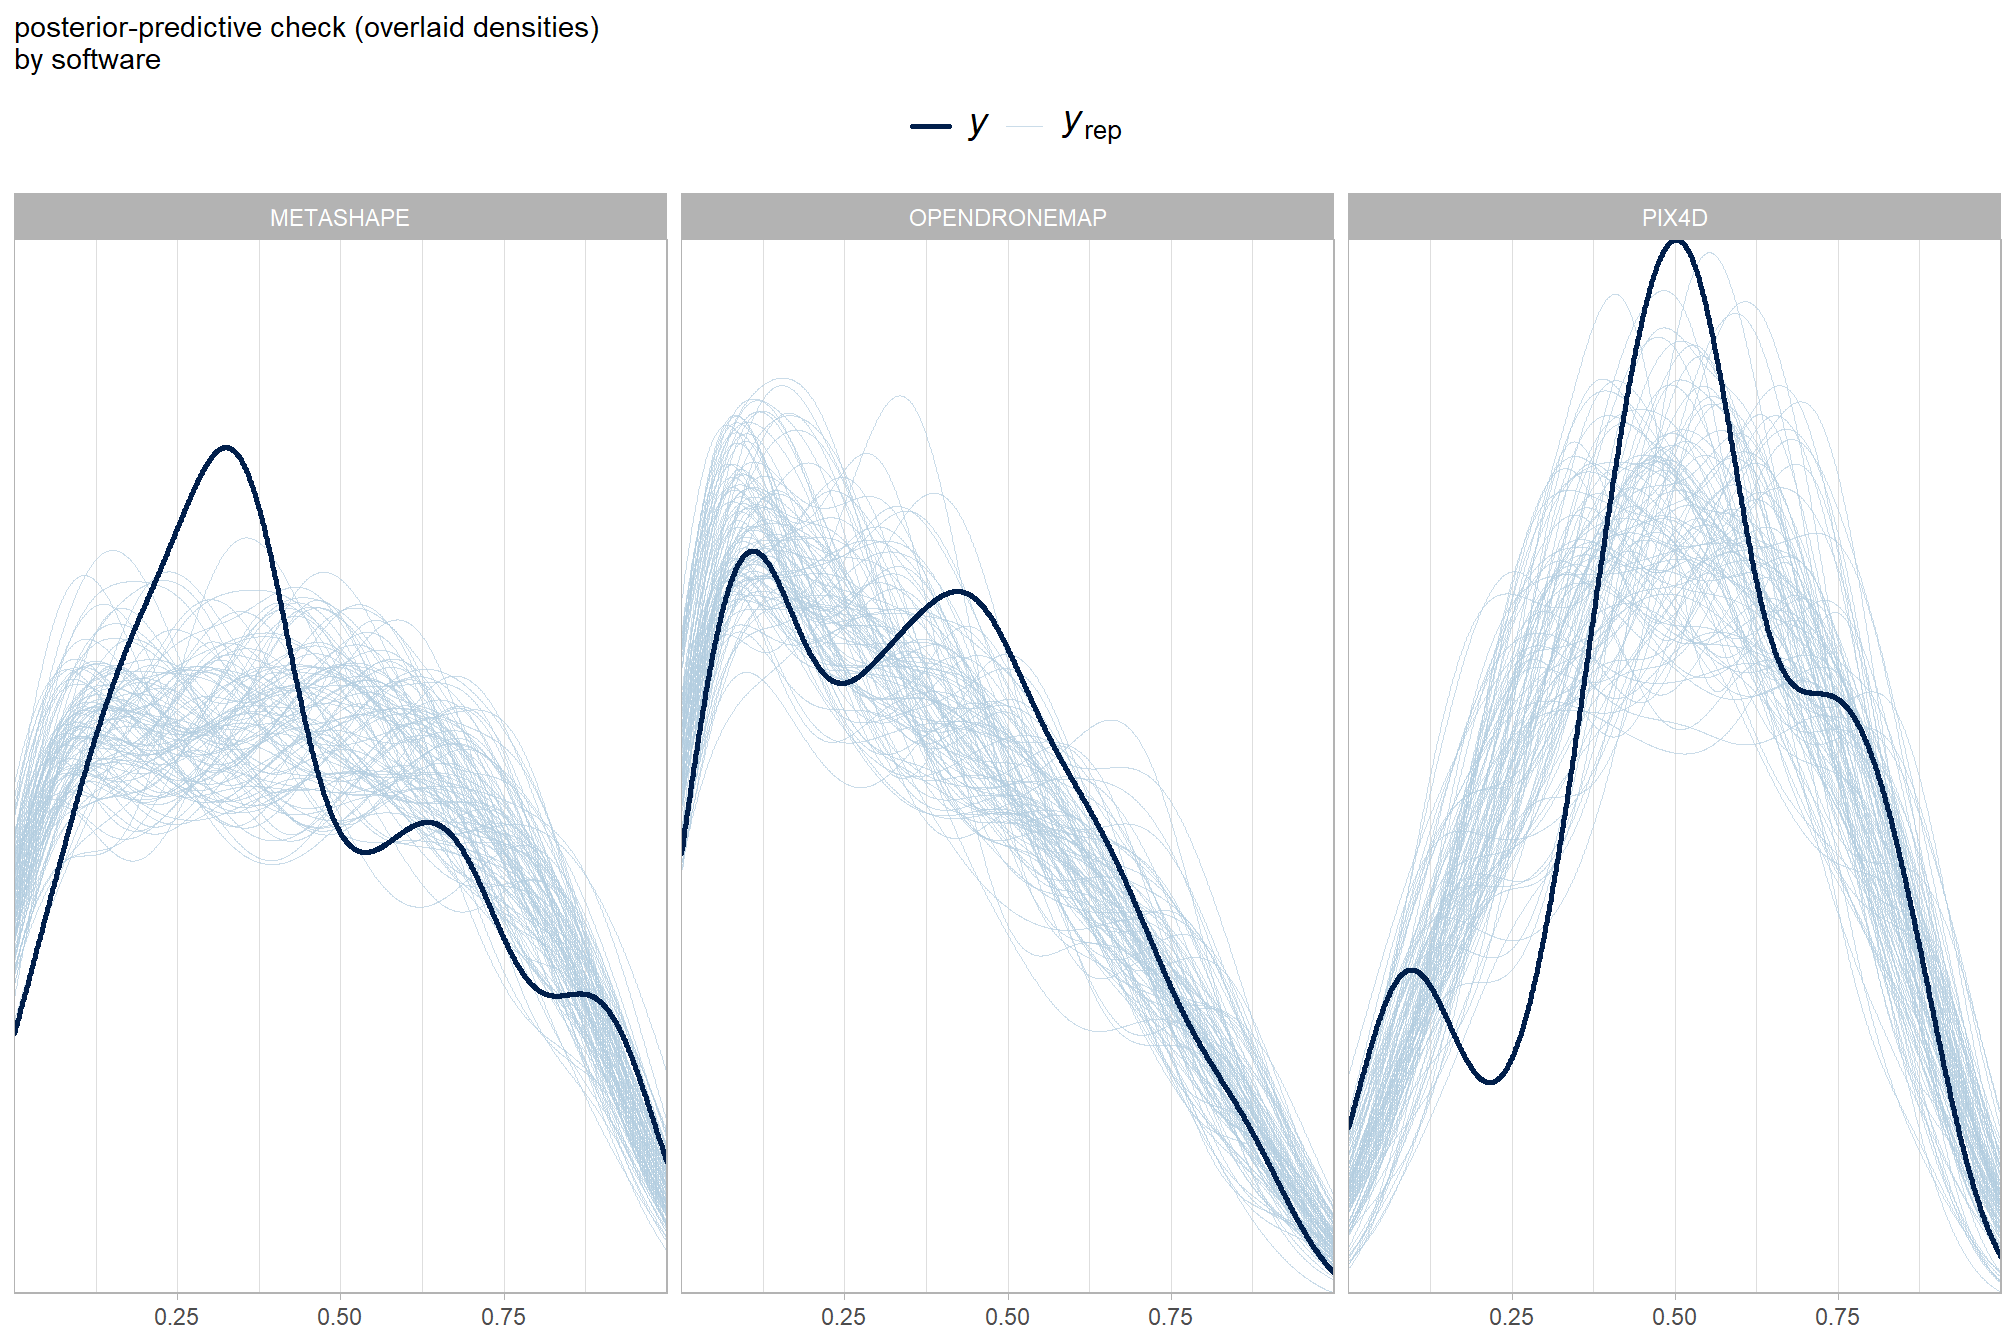 posterior-predictive check (overlaid densities)
by software
y y rep
METASHAPE OPENDRONEMAP PIX4D
0.25 0.50 0.75 0.25 0.50 0.75 0.25 0.50 0.75